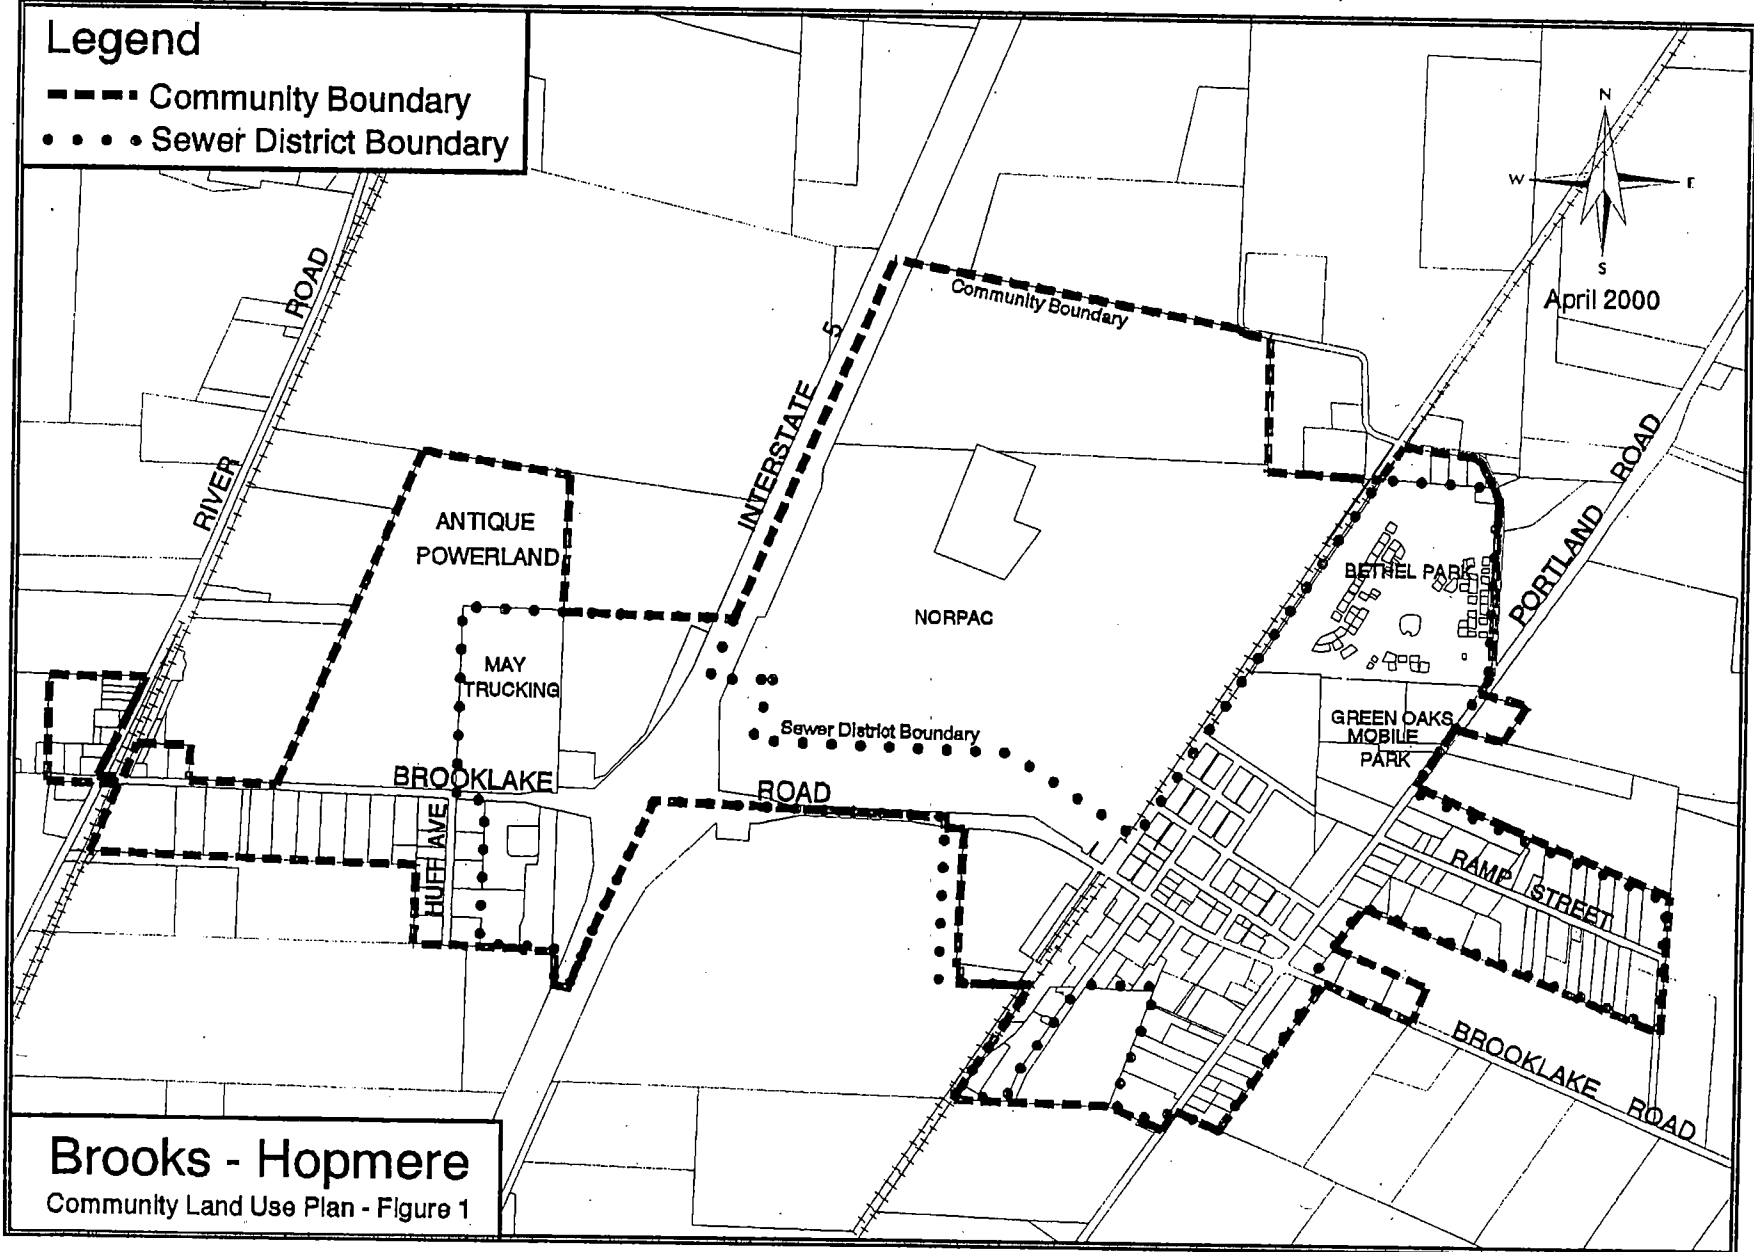 Legend
Community Boundary
Sewer District Boundary
N
W
E
S
April 2000
RIVER ROAD
INTERSTATE 5
Community Boundary
PORTLAND ROAD
ANTIQUE
POWERLAND
BETHEL PARK
NORPAC
MAY
TRUCKING
GREEN OAKS
MOBILE
PARK
Sewer District Boundary
BROOKLAKE ROAD
HUFF AVE
RAMP STREET
BROOKLAKE ROAD
Brooks - Hopmere
Community Land Use Plan - Figure 1